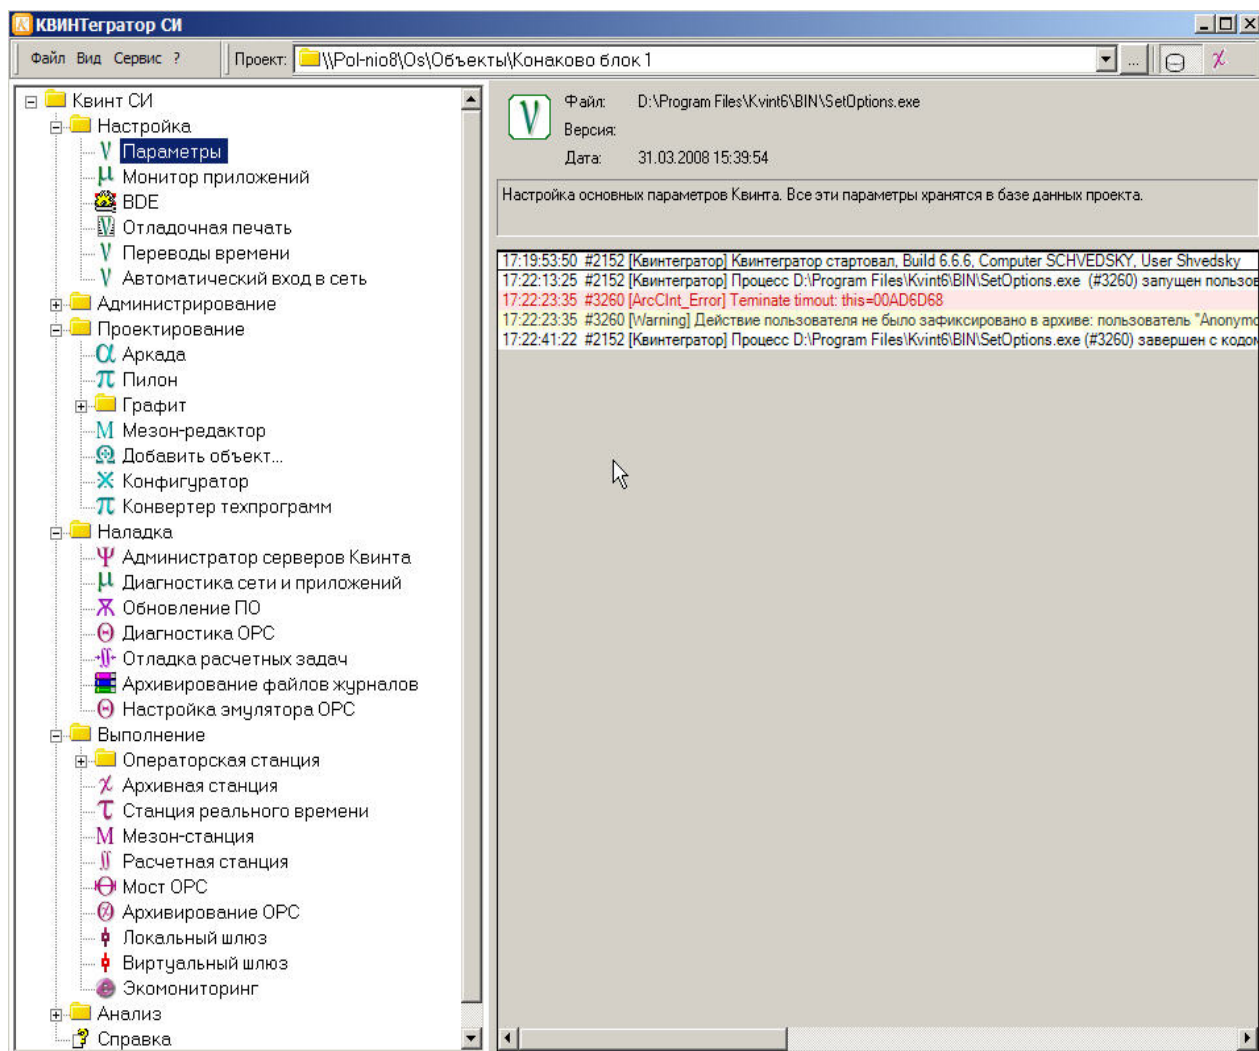 КВИНТегратор СИ
Файл Вид Сервис ? Проект: \\Pol-nio8\Os\Объекты\Конаково блок 1 ...
Квинт СИ
Настройка
Параметры
Монитор приложений
BDE
Отладочная печать
Переводы времени
Автоматический вход в сеть
Администрирование
Проектирование
Аркада
Пилон
Графит
Мезон-редактор
Добавить объект...
Конфигуратор
Конвертер техпрограмм
Наладка
Администратор серверов Квинта
Диагностика сети и приложений
Обновление ПО
Диагностика OPC
Отладка расчетных задач
Архивирование файлов журналов
Настройка эмулятора OPC
Выполнение
Операторская станция
Архивная станция
Станция реального времени
Мезон-станция
Расчетная станция
Мост OPC
Архивирование OPC
Локальный шлюз
Виртуальный шлюз
Экомониторинг
Анализ
Справка
Файл: D:\Program Files\Kvint6\BIN\SetOptions.exe
Версия:
Дата: 31.03.2008 15:39:54
Настройка основных параметров Квинта. Все эти параметры хранятся в базе данных проекта.
17:19:53:50 #2152 [Квинтегратор] Квинтегратор стартовал, Build 6.6.6, Computer SCHVEDSKY, User Shvedsky
17:22:13:25 #2152 [Квинтегратор] Процесс D:\Program Files\Kvint6\BIN\SetOptions.exe (#3260) запущен пользо
17:22:23:35 #3260 [ArcClnt_Error] Teminate timout: this=00AD6D68
17:22:23:35 #3260 [Warning] Действие пользователя не было зафиксировано в архиве: пользователь "Anonymo
17:22:41:22 #2152 [Квинтегратор] Процесс D:\Program Files\Kvint6\BIN\SetOptions.exe (#3260) завершен с кодом